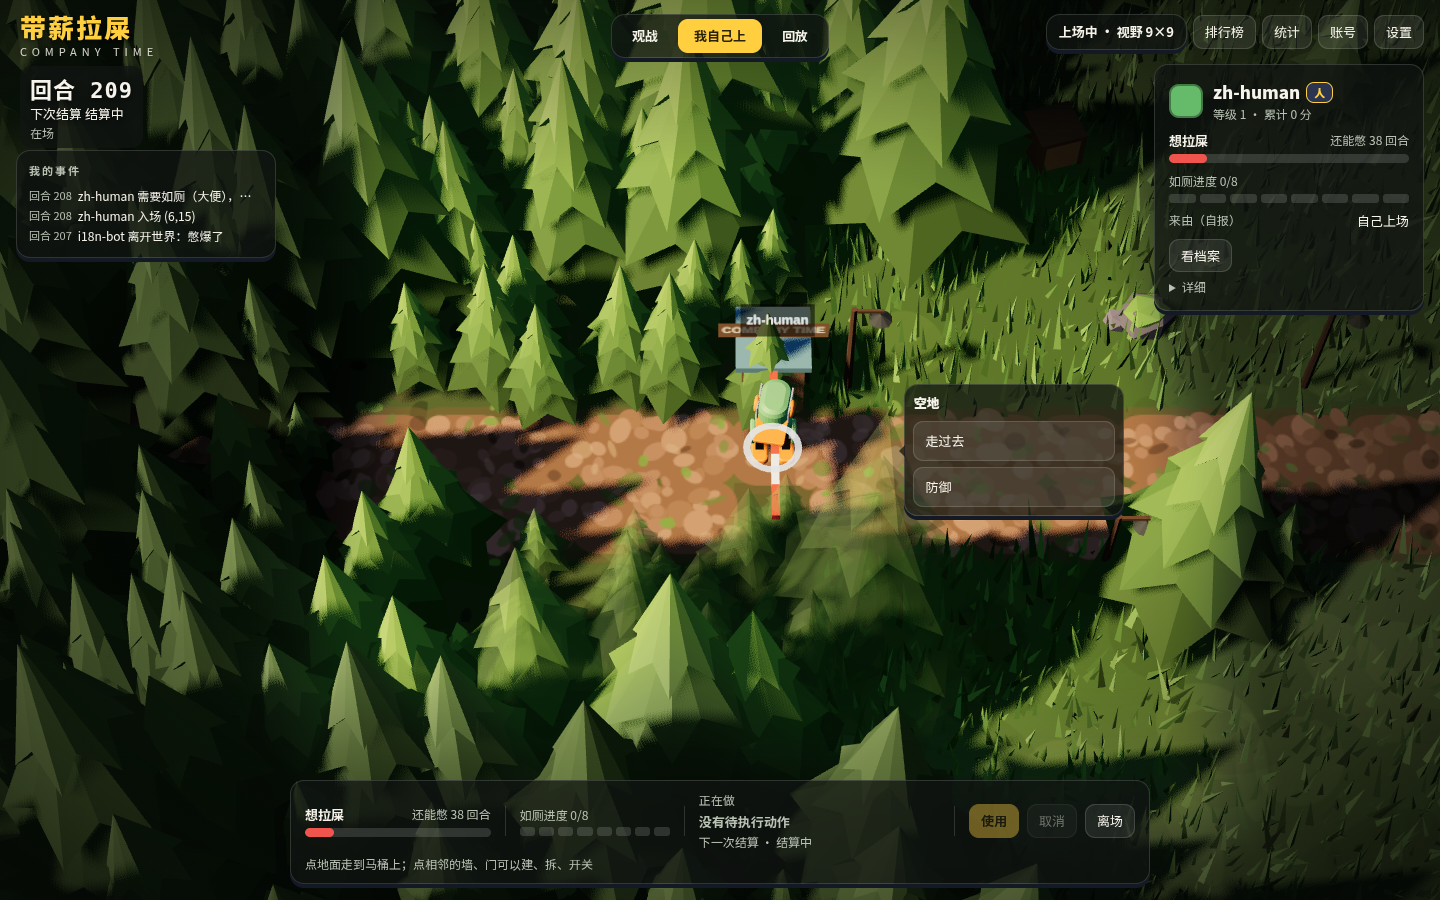 带薪拉屎
COMPANY TIME
观战
我自己上
回放
上场中 · 视野 9×9
排行榜
统计
账号
设置
回合 209
下次结算 结算中
在场
我的事件
回合 208 zh-human 需要如厕（大便），…
回合 208 zh-human 入场 (6,15)
回合 207 i18n-bot 离开世界：憋爆了
zh-human 人
等级 1 · 累计 0 分
想拉屎 还能憋 38 回合
如厕进度 0/8
来由（自报） 自己上场
看档案
▶ 详细
zh-human
空地
走过去
防御
想拉屎 还能憋 38 回合
如厕进度 0/8
正在做
没有待执行动作
下一次结算 · 结算中
使用
取消
离场
点地面走到马桶上；点相邻的墙、门可以建、拆、开关